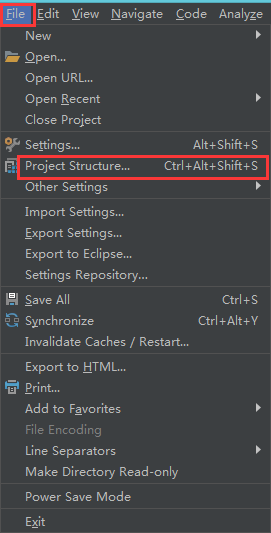 File Edit View Navigate Code Analyze
New
Open...
Open URL...
Open Recent
Close Project
Settings... Alt+Shift+S
Project Structure... Ctrl+Alt+Shift+S
Other Settings
Import Settings...
Export Settings...
Export to Eclipse...
Settings Repository...
Save All Ctrl+S
Synchronize Ctrl+Alt+Y
Invalidate Caches / Restart...
Export to HTML...
Print...
Add to Favorites
File Encoding
Line Separators
Make Directory Read-only
Power Save Mode
Exit